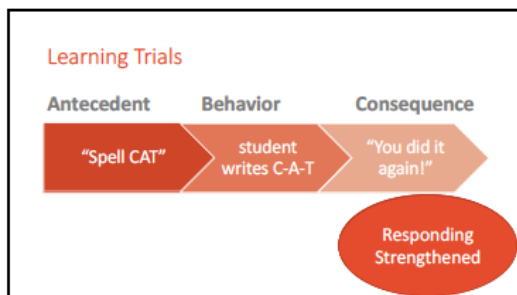 Learning Trials
Antecedent
Behavior
Consequence
“Spell CAT”
student
writes C-A-T
“You did it
again!”
Responding
Strengthened